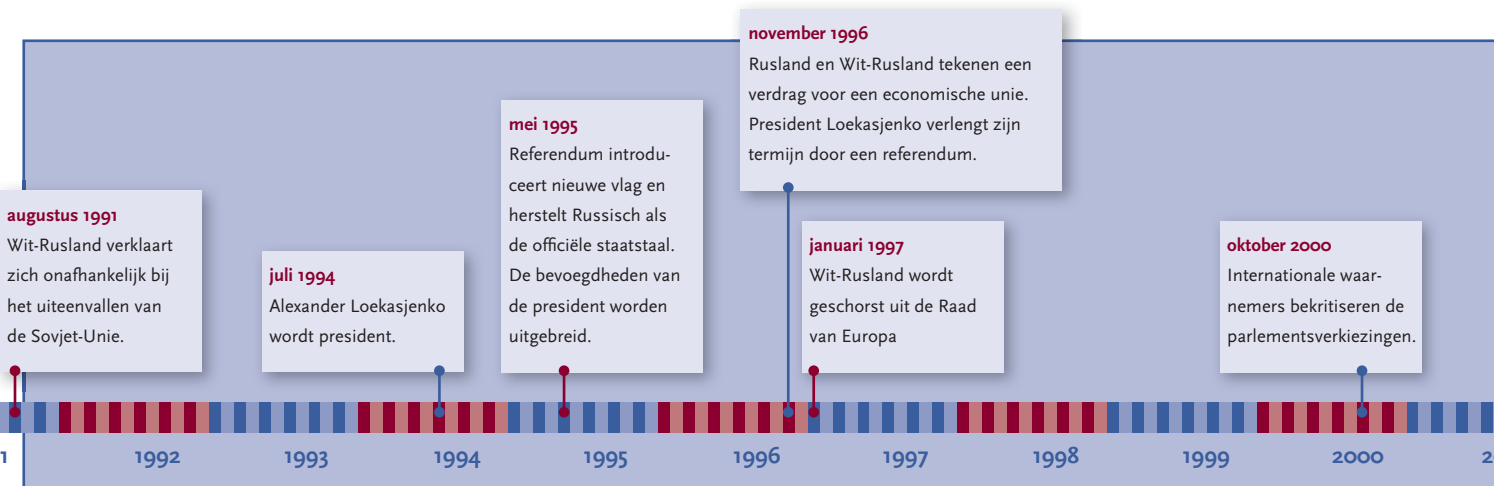 november 1996
Rusland en Wit-Rusland tekenen een
verdrag voor een economische unie.
President Loekasjenko verlengt zijn
termijn door een referendum.
mei 1995
Referendum introdu-
ceert nieuwe vlag en
herstelt Russisch als
de officiële staatstaal.
De bevoegdheden van
de president worden
uitgebreid.
augustus 1991
Wit-Rusland verklaart
zich onafhankelijk bij
het uiteenvallen van
de Sovjet-Unie.
juli 1994
Alexander Loekasjenko
wordt president.
januari 1997
Wit-Rusland wordt
geschorst uit de Raad
van Europa
oktober 2000
Internationale waar-
nemers bekritiseren de
parlementsverkiezingen.
1 1992 1993 1994 1995 1996 1997 1998 1999 2000 2